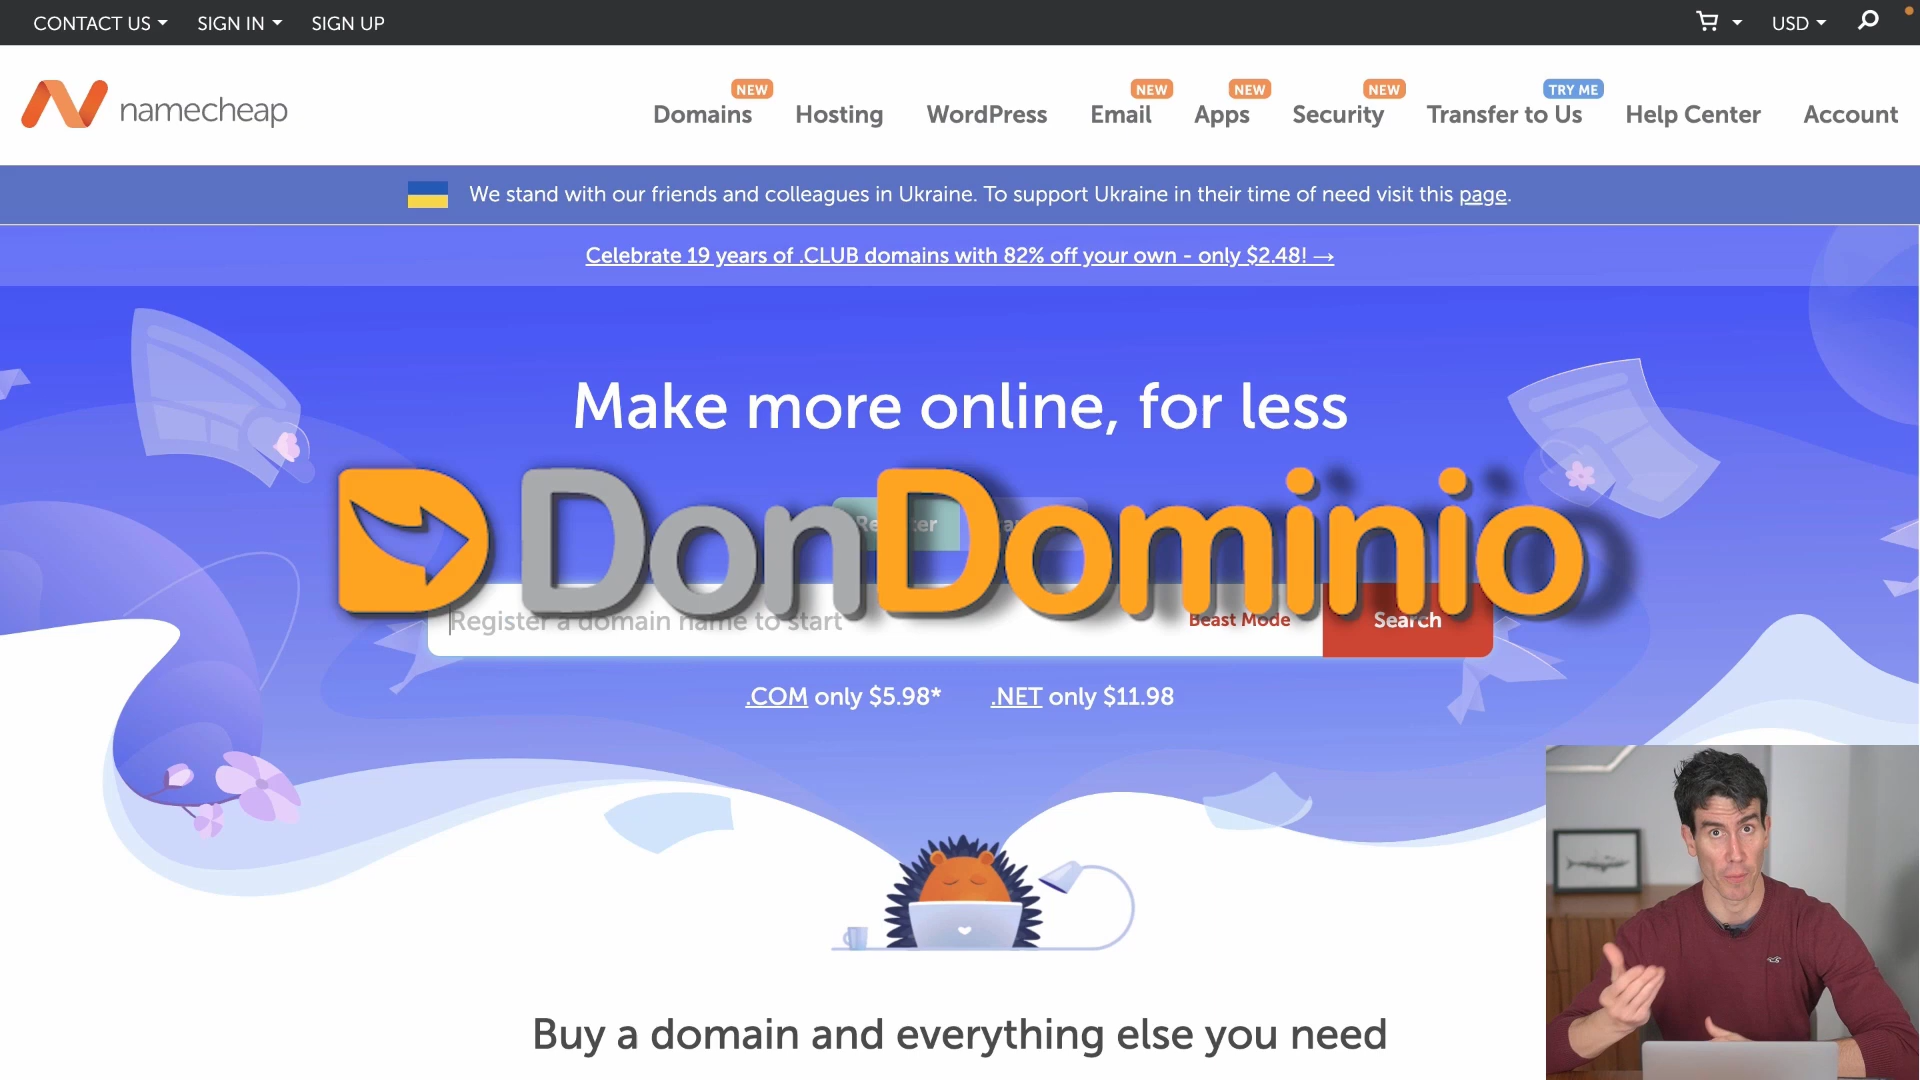 CONTACT US SIGN IN SIGN UP USD
namecheap
NEW NEW NEW NEW TRY ME
Domains Hosting WordPress Email Apps Security Transfer to Us Help Center Account
We stand with our friends and colleagues in Ukraine. To support Ukraine in their time of need visit this page.
Celebrate 19 years of .CLUB domains with 82% off your own - only $2.48! →
Make more online, for less
DonDominio
Register a domain name to start Beast Mode Search
.COM only $5.98* .NET only $11.98
Buy a domain and everything else you need